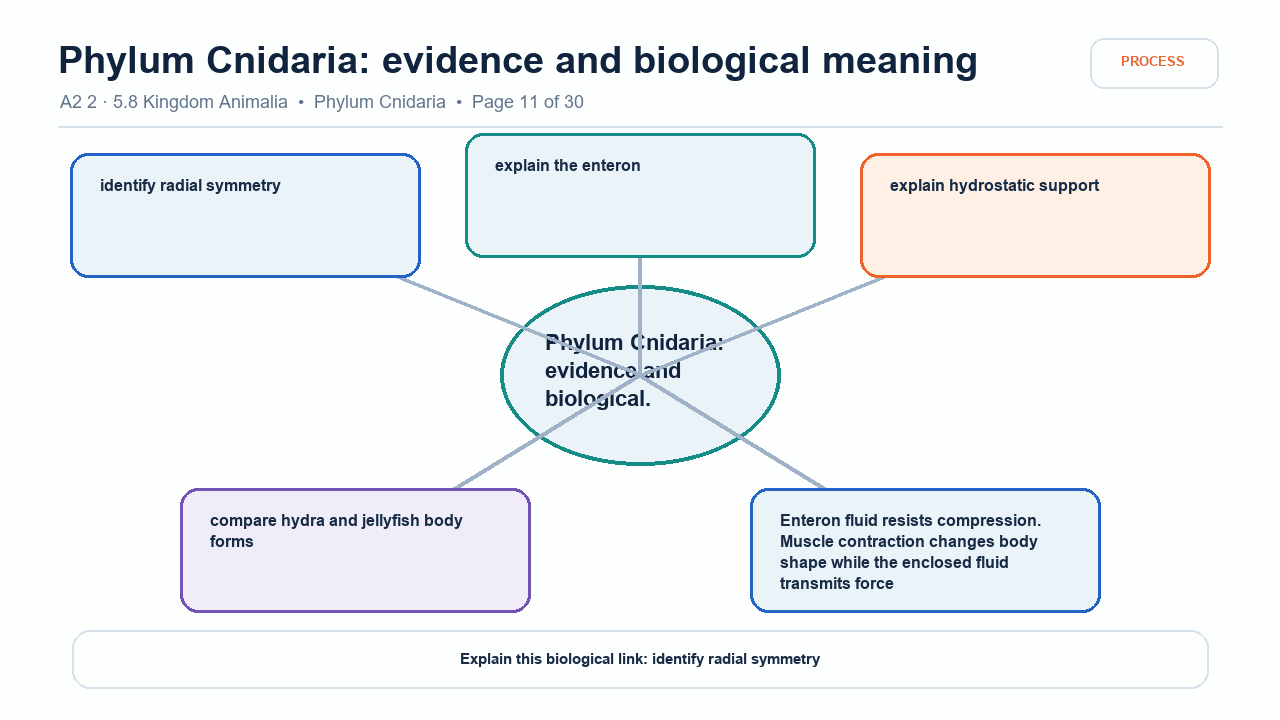 Phylum Cnidaria: evidence and biological meaning
PROCESS
A2 2 · 5.8 Kingdom Animalia • Phylum Cnidaria • Page 11 of 30
identify radial symmetry
explain the enteron
explain hydrostatic support
Phylum Cnidaria:
evidence and
biological.
compare hydra and jellyfish body
forms
Enteron fluid resists compression.
Muscle contraction changes body
shape while the enclosed fluid
transmits force
Explain this biological link: identify radial symmetry